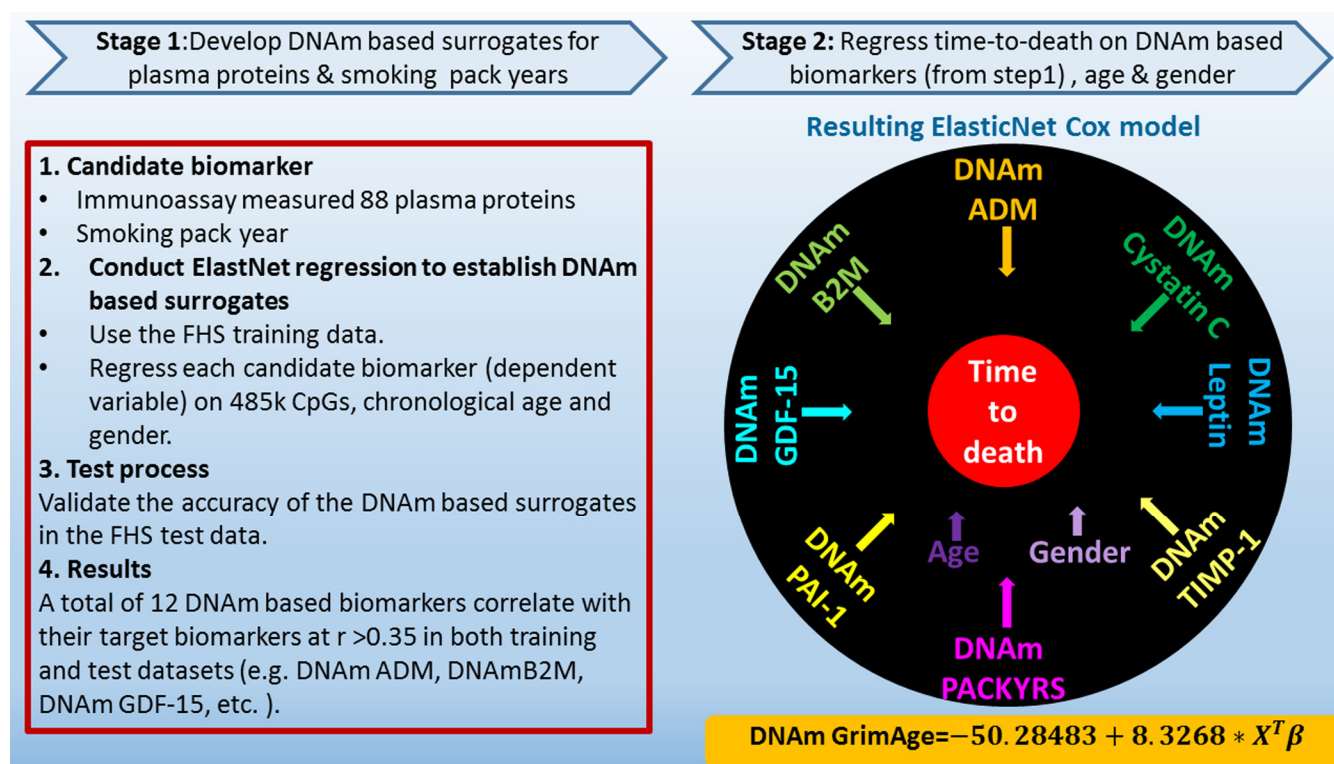 Stage 1:Develop DNAm based surrogates for
plasma proteins & smoking pack years
1. Candidate biomarker
• Immunoassay measured 88 plasma proteins
• Smoking pack year
2. Conduct ElastNet regression to establish DNAm
based surrogates
• Use the FHS training data.
• Regress each candidate biomarker (dependent
variable) on 485k CpGs, chronological age and
gender.
3. Test process
Validate the accuracy of the DNAm based surrogates
in the FHS test data.
4. Results
A total of 12 DNAm based biomarkers correlate with
their target biomarkers at r >0.35 in both training
and test datasets (e.g. DNAm ADM, DNAmB2M,
DNAm GDF-15, etc. ).
Stage 2: Regress time-to-death on DNAm based
biomarkers (from step1) , age & gender
Resulting ElasticNet Cox model
DNAm
ADM
DNAm
Cystatin C
DNAm
Leptin
DNAm
TIMP-1
DNAm
PACKYRS
DNAm
PAI-1
DNAm
GDF-15
DNAm
B2M
Age
Gender
Time
to
death
DNAm GrimAge=−50.28483 + 8.3268 * X^T β